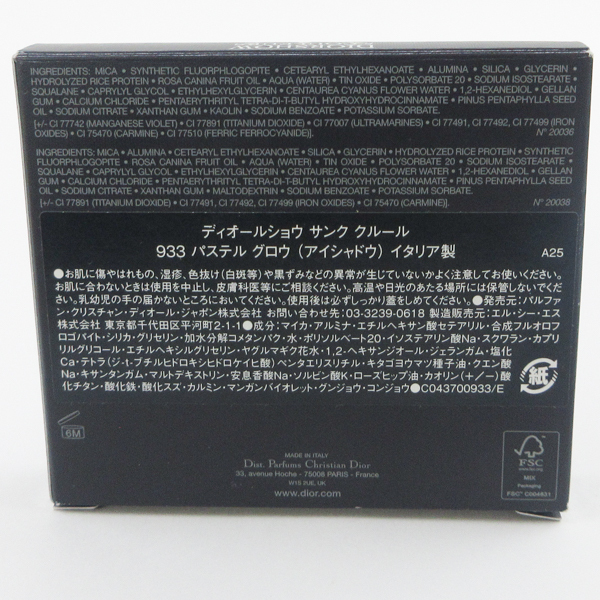 INGREDIENTS: MICA • SYNTHETIC FLUORPHLOGOPITE • CETEARYL ETHYLHEXANOATE • ALUMINA • SILICA • GLYCERIN •
HYDROLYZED RICE PROTEIN • ROSA CANINA FRUIT OIL • AQUA (WATER) • TIN OXIDE • POLYSORBATE 20 • SODIUM ISOSTEARATE •
SQUALANE • CAPRYLYL GLYCOL • ETHYLHEXYLGLYCERIN • CENTAUREA CYANUS FLOWER WATER • 1,2-HEXANEDIOL • GELLAN
GUM • CALCIUM CHLORIDE • PENTAERYTHRITYL TETRA-DI-T-BUTYL HYDROXYHYDROCINNAMATE • PINUS PENTAPHYLLA SEED
OIL • SODIUM CITRATE • XANTHAN GUM • KAOLIN • SODIUM BENZOATE • POTASSIUM SORBATE.
[+/- CI 77742 (MANGANESE VIOLET) • CI 77891 (TITANIUM DIOXIDE) • CI 77007 (ULTRAMARINES) • CI 77491, CI 77492, CI 77499 (IRON
OXIDES) • CI 75470 (CARMINE) • CI 77510 (FERRIC FERROCYANIDE)]. N° 20036
INGREDIENTS: MICA • ALUMINA • CETEARYL ETHYLHEXANOATE • SILICA • GLYCERIN • HYDROLYZED RICE PROTEIN • SYNTHETIC
FLUORPHLOGOPITE • ROSA CANINA FRUIT OIL • AQUA (WATER) • TIN OXIDE • POLYSORBATE 20 • SODIUM ISOSTEARATE •
SQUALANE • CAPRYLYL GLYCOL • ETHYLHEXYLGLYCERIN • CENTAUREA CYANUS FLOWER WATER • 1,2-HEXANEDIOL • GELLAN
GUM • CALCIUM CHLORIDE • PENTAERYTHRITYL TETRA-DI-T-BUTYL HYDROXYHYDROCINNAMATE • PINUS PENTAPHYLLA SEED OIL
• SODIUM CITRATE • XANTHAN GUM • MALTODEXTRIN • SODIUM BENZOATE • POTASSIUM SORBATE.
[+/- CI 77891 (TITANIUM DIOXIDE) • CI 77491, CI 77492, CI 77499 (IRON OXIDES) • CI 75470 (CARMINE)]. N° 20038
ディオールショウ サンク クルール
933 パステル グロウ (アイシャドウ) イタリア製 A25
●お肌に傷やはれもの、湿疹、色抜け(白斑等)や黒ずみなどの異常が生じていないかよく注意してお使いください。
お肌に合わないときは使用を中止し、皮膚科医等にご相談ください。高温や日光のあたる場所には保管しないでくだ
さい。乳幼児の手の届かないところにおいてください。使用後は必ずしっかり蓋をしめてください。●発売元:パルファ
ン・クリスチャン・ディオール・ジャポン株式会社 お問い合わせ先:03-3239-0618 製造販売元:エル・シー・エス
株式会社 東京都千代田区平河町2-1-1●成分:マイカ・アルミナ・エチルヘキサン酸セテアリル・合成フルオロフ
ロゴパイト・シリカ・グリセリン・加水分解コメタンパク・水・ポリソルベート20・イソステアリン酸Na・スクワラン・カプリ
リルグリコール・エチルヘキシルグリセリン・ヤグルマギク花水・1,2-ヘキサンジオール・ジェランガム・塩化
Ca・テトラ(ジ-t-ブチルヒドロキシヒドロケイヒ酸)ペンタエリスリチル・キタゴヨウマツ種子油・クエン酸
Na・キサンタンガム・マルトデキストリン・安息香酸Na・ソルビン酸K・ローズヒップ油・カオリン(+/-)酸
化チタン・酸化鉄・酸化スズ・カルミン・マンガンバイオレット・グンジョウ・コンジョウ●C043700933/E
紙
6M
MADE IN ITALY
Dist. Parfums Christian Dior
33, avenue Hoche - 75008 PARIS - France
W1S 2UE, UK
www.dior.com
FSC
www.fsc.org
MIX
Packaging